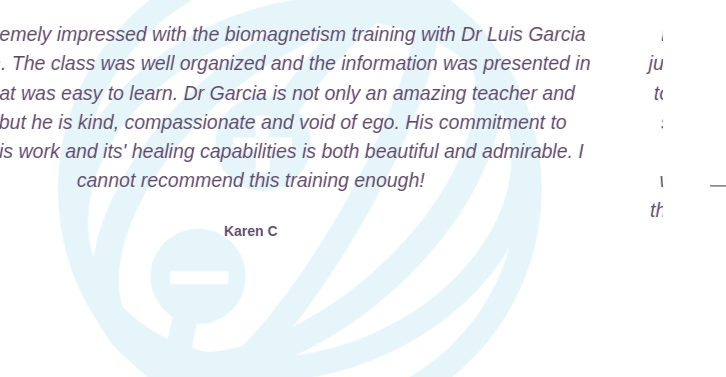 emely impressed with the biomagnetism training with Dr Luis Garcia
. The class was well organized and the information was presented in
at was easy to learn. Dr Garcia is not only an amazing teacher and
but he is kind, compassionate and void of ego. His commitment to
is work and its' healing capabilities is both beautiful and admirable. I
cannot recommend this training enough!
Karen C
ju
to
th